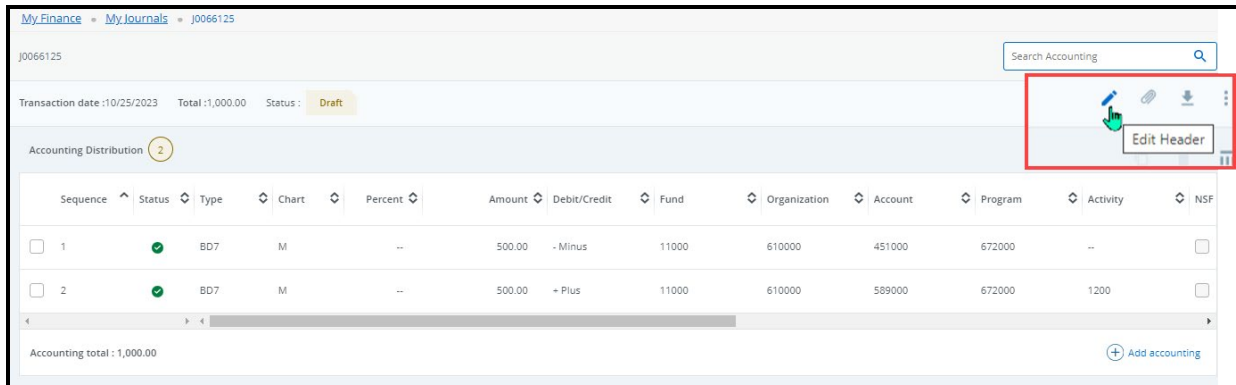 My Finance My Journals J0066125
J0066125 Search Accounting
Transaction date :10/25/2023 Total :1,000.00 Status : Draft
Edit Header
Accounting Distribution 2
Sequence Status Type Chart Percent Amount Debit/Credit Fund Organization Account Program Activity NSF
1 BD7 M -- 500.00 - Minus 11000 610000 451000 672000 --
2 BD7 M -- 500.00 + Plus 11000 610000 589000 672000 1200
Accounting total : 1,000.00 Add accounting